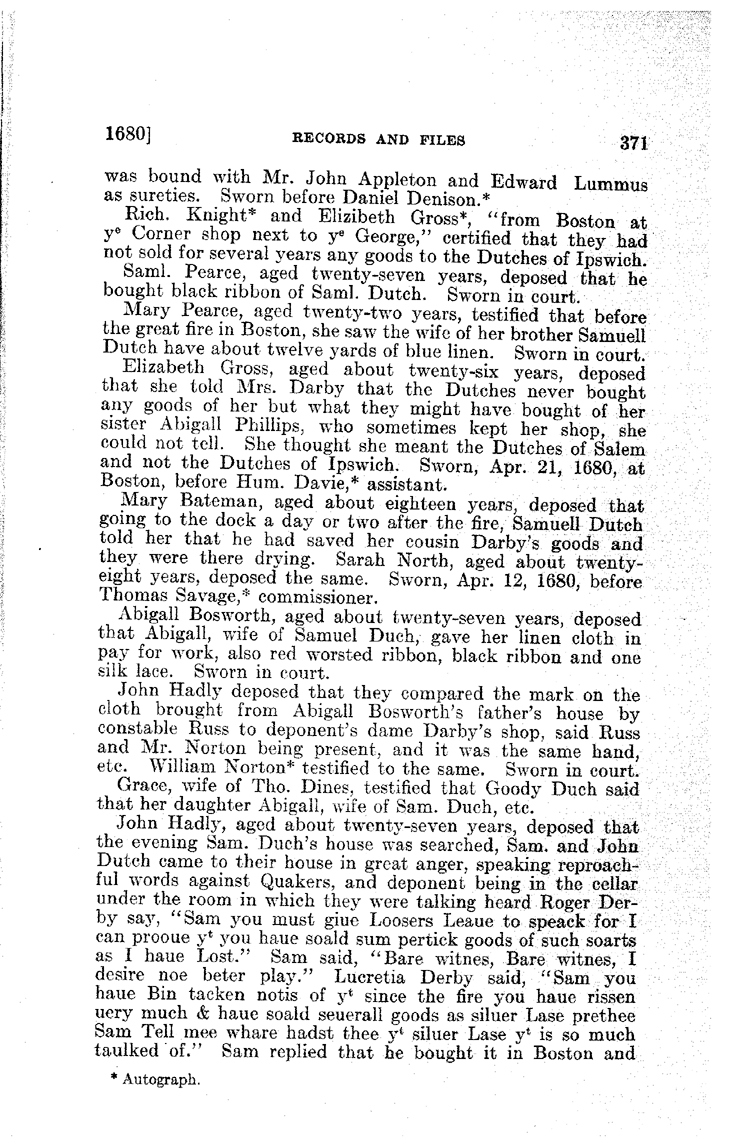 1680] RECORDS AND FILES 371
was bound with Mr. John Appleton and Edward Lummus
as sureties. Sworn before Daniel Denison.*
Rich. Knight* and Elizibeth Gross*, "from Boston at
yᵉ Corner shop next to yᵉ George," certified that they had
not sold for several years any goods to the Dutches of Ipswich.
Saml. Pearce, aged twenty-seven years, deposed that he
bought black ribbon of Saml. Dutch. Sworn in court.
Mary Pearce, aged twenty-two years, testified that before
the great fire in Boston, she saw the wife of her brother Samuell
Dutch have about twelve yards of blue linen. Sworn in court.
Elizabeth Gross, aged about twenty-six years, deposed
that she told Mrs. Darby that the Dutches never bought
any goods of her but what they might have bought of her
sister Abigall Phillips, who sometimes kept her shop, she
could not tell. She thought she meant the Dutches of Salem
and not the Dutches of Ipswich. Sworn, Apr. 21, 1680, at
Boston, before Hum. Davie,* assistant.
Mary Bateman, aged about eighteen years, deposed that
going to the dock a day or two after the fire, Samuell Dutch
told her that he had saved her cousin Darby's goods and
they were there drying. Sarah North, aged about twenty-
eight years, deposed the same. Sworn, Apr. 12, 1680, before
Thomas Savage,* commissioner.
Abigall Bosworth, aged about twenty-seven years, deposed
that Abigall, wife of Samuel Duch, gave her linen cloth in
pay for work, also red worsted ribbon, black ribbon and one
silk lace. Sworn in court.
John Hadly deposed that they compared the mark on the
cloth brought from Abigall Bosworth's father's house by
constable Russ to deponent's dame Darby's shop, said Russ
and Mr. Norton being present, and it was the same hand,
etc. William Norton* testified to the same. Sworn in court.
Grace, wife of Tho. Dines, testified that Goody Duch said
that her daughter Abigall, wife of Sam. Duch, etc.
John Hadly, aged about twenty-seven years, deposed that
the evening Sam. Duch's house was searched, Sam. and John
Dutch came to their house in great anger, speaking reproach-
ful words against Quakers, and deponent being in the cellar
under the room in which they were talking heard Roger Der-
by say, "Sam you must giue Loosers Leaue to speack for I
can prooue yᵗ you haue soald sum pertick goods of such soarts
as I haue Lost." Sam said, "Bare witnes, Bare witnes, I
desire noe beter play." Lucretia Derby said, "Sam you
haue Bin tacken notis of yᵗ since the fire you haue rissen
uery much & haue soald seuerall goods as siluer Lase prethee
Sam Tell mee whare hadst thee yᵗ siluer Lase yᵗ is so much
taulked of." Sam replied that he bought it in Boston and
* Autograph.